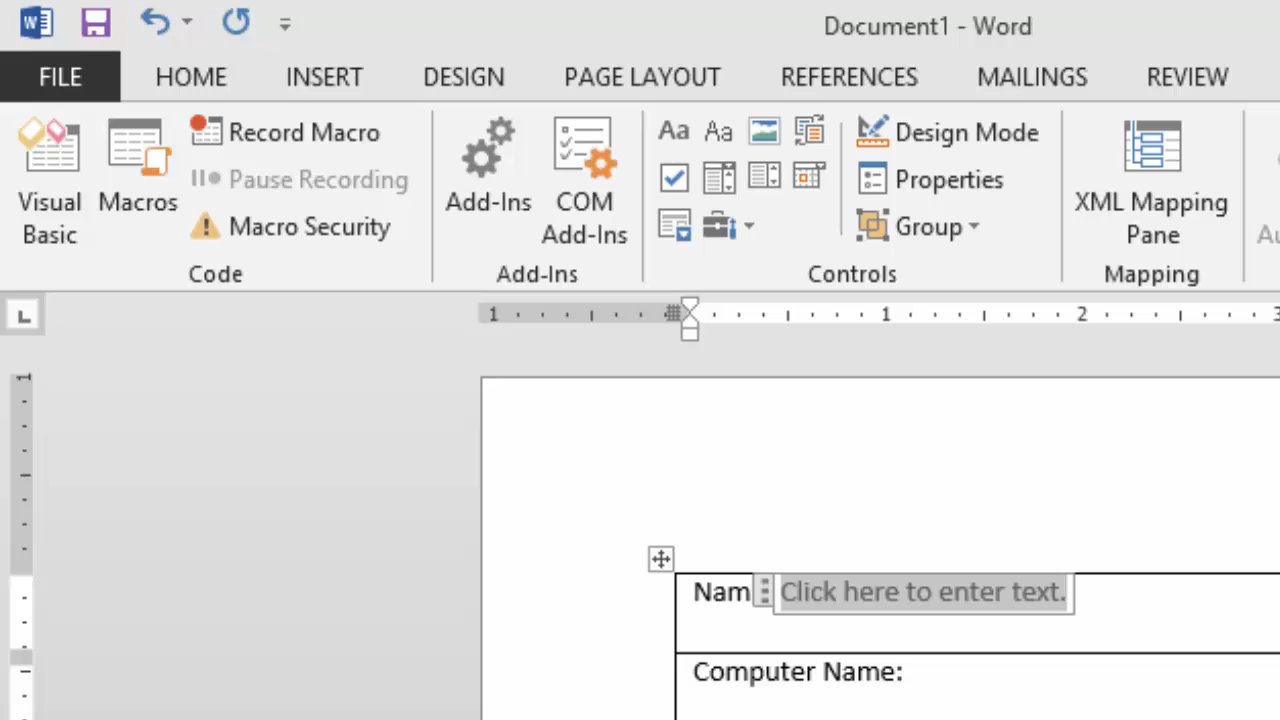 Document1 - Word
FILE HOME INSERT DESIGN PAGE LAYOUT REFERENCES MAILINGS REVIEW
Visual Basic
Macros
Record Macro
Pause Recording
Macro Security
Code
Add-Ins
COM Add-Ins
Add-Ins
Aa Aa
Design Mode
Properties
Group
Controls
XML Mapping Pane
Mapping
1 1 2 3
1
Nam Click here to enter text.
Computer Name: